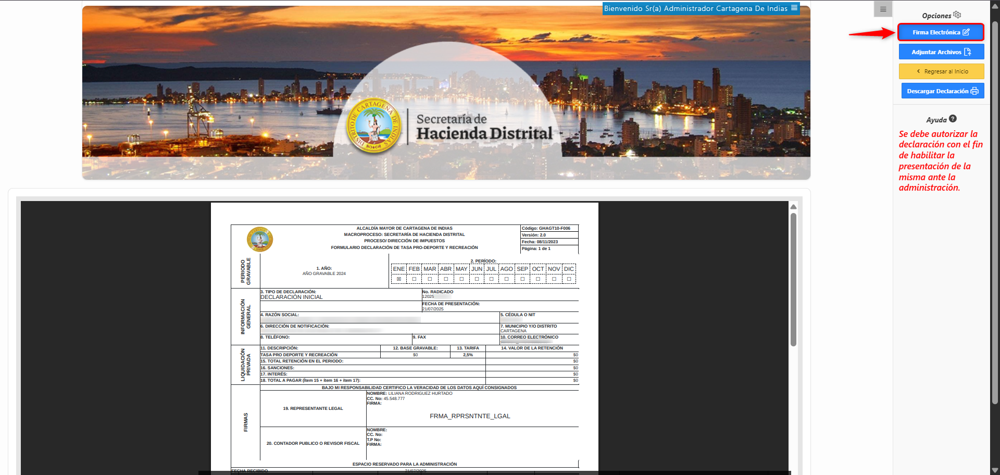 Bienvenido Sr(a) Administrador Cartagena De Indias
Secretaría de
Hacienda Distrital
DISTRITO DE CARTAGENA DE INDIAS
Opciones
Firma Electrónica
Adjuntar Archivos
Regresar al Inicio
Descargar Declaración
Ayuda
Se debe autorizar la
declaración con el fin
de habilitar la
presentación de la
misma ante la
administración.
ALCALDÍA MAYOR DE CARTAGENA DE INDIAS
MACROPROCESO: SECRETARÍA DE HACIENDA DISTRITAL
PROCESO/ DIRECCIÓN DE IMPUESTOS
FORMULARIO DECLARACIÓN DE TASA PRO-DEPORTE Y RECREACIÓN
Código: GHAGT10-F006
Versión: 2.0
Fecha: 08/11/2023
Página: 1 de 1
PERIODO
GRAVABLE
1. AÑO:
AÑO GRAVABLE 2024
2. PERÍODO:
ENE FEB MAR ABR MAY JUN JUL AGO SEP OCT NOV DIC
☒ ☐ ☐ ☐ ☐ ☐ ☐ ☐ ☐ ☐ ☐ ☐
INFORMACIÓN
GENERAL
3. TIPO DE DECLARACIÓN:
DECLARACIÓN INICIAL
No. RADICADO
12025
FECHA DE PRESENTACIÓN:
21/07/2025
4. RAZÓN SOCIAL:
5. CÉDULA O NIT
6. DIRECCIÓN DE NOTIFICACIÓN:
7. MUNICIPIO Y/O DISTRITO
CARTAGENA
8. TELÉFONO:
9. FAX
10. CORREO ELECTRÓNICO
LIQUIDACIÓN
PRIVADA
11. DESCRIPCIÓN: 12. BASE GRAVABLE: 13. TARIFA 14. VALOR DE LA RETENCIÓN
TASA PRO DEPORTE Y RECREACIÓN $0 2,5% $0
15. TOTAL RETENCIÓN EN EL PERIODO: $0
16. SANCIONES: $0
17. INTERÉS: $0
18. TOTAL A PAGAR (Ítem 15 + ítem 16 + ítem 17): $0
BAJO MI RESPONSABILIDAD CERTIFICO LA VERACIDAD DE LOS DATOS AQUÍ CONSIGNADOS
FIRMAS
19. REPRESENTANTE LEGAL
NOMBRE: LILIANA RODRIGUEZ HURTADO
CC. No: 45.548.777
FIRMA:
FRMA_RPRSNTNTE_LGAL
20. CONTADOR PUBLICO O REVISOR FISCAL
NOMBRE:
CC. No:
T.P No:
FIRMA:
ESPACIO RESERVADO PARA LA ADMINISTRACIÓN
FECHA RECIBIDO 21/07/2025